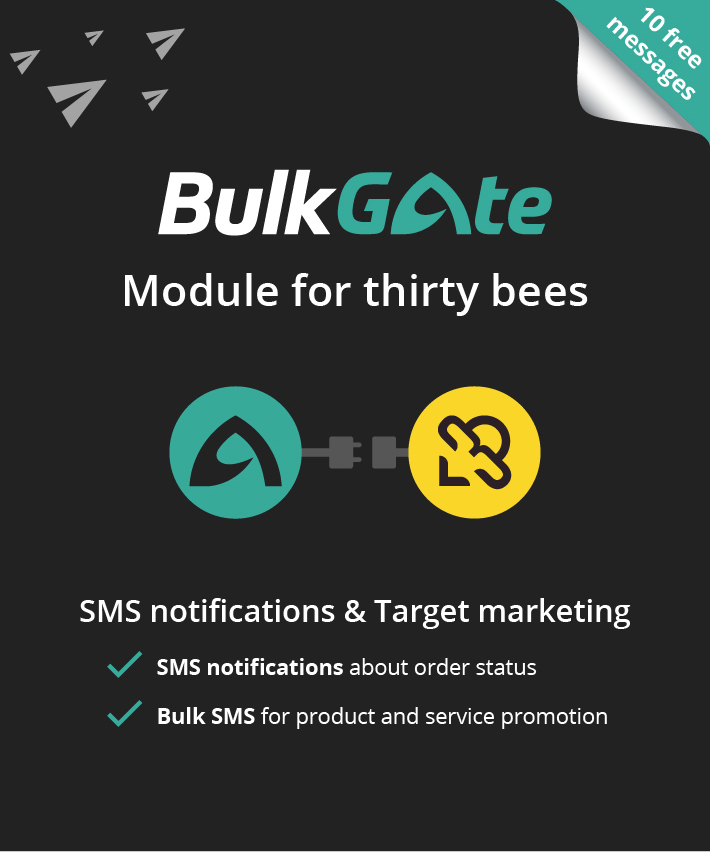 10 free
messages
BulkGate
Module for thirty bees
SMS notifications & Target marketing
SMS notifications about order status
Bulk SMS for product and service promotion